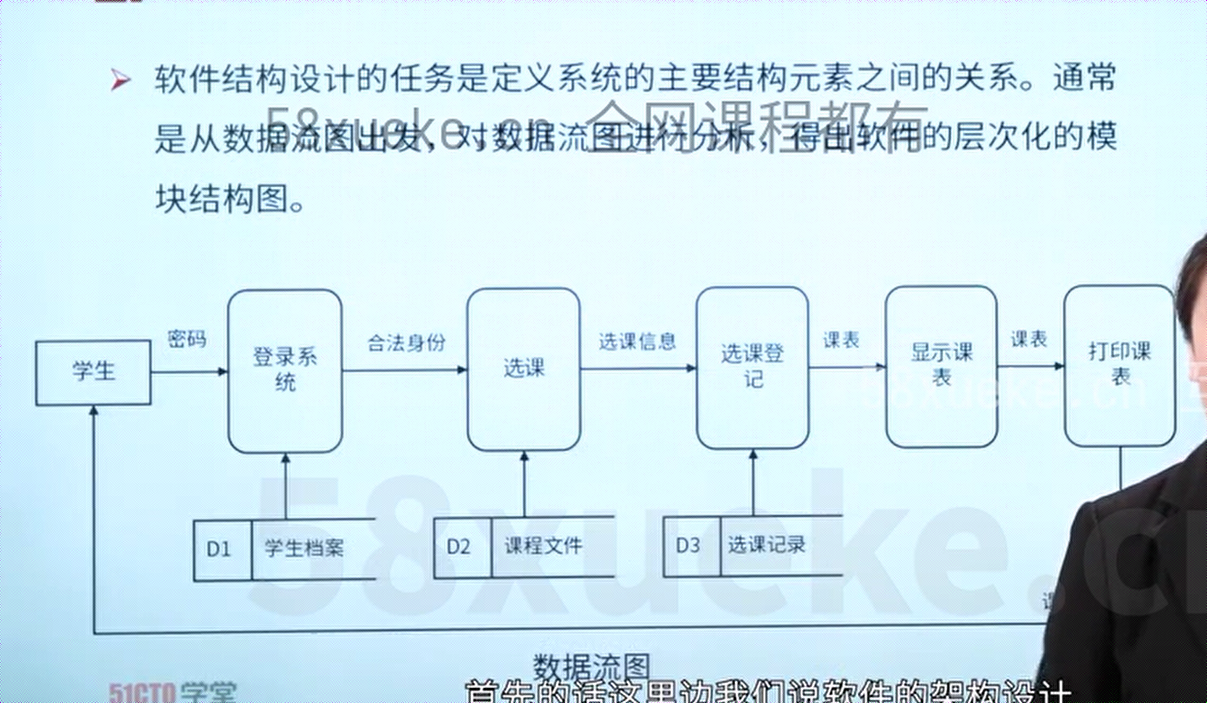 软件结构设计的任务是定义系统的主要结构元素之间的关系。通常
是从数据流图出发，对数据流图进行分析，得出软件的层次化的模
块结构图。
58xueke.cn 全网课程都有
学生
密码
登录系
统
合法身份
选课
选课信息
选课登
记
课表
显示课
表
课表
打印课
表
58xueke.cn
D1 学生档案
D2 课程文件
D3 选课记录
58xueke.cn
课
数据流图
51CTO学堂
首先的话这里边我们说软件的架构设计